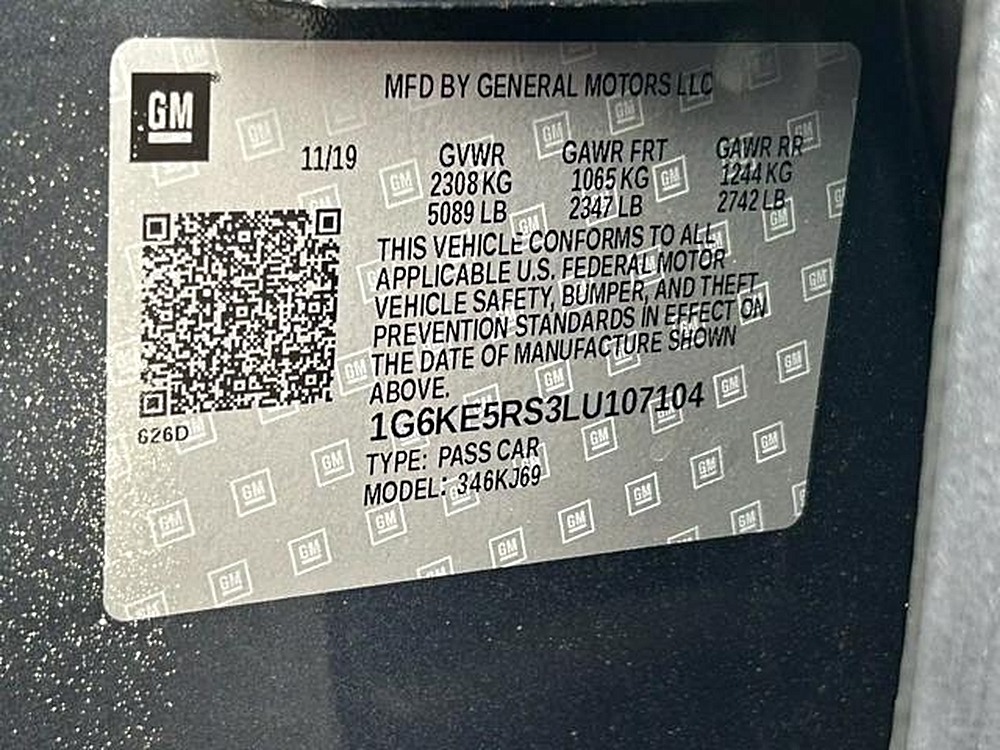 GM
MFD BY GENERAL MOTORS LLC
11/19 GVWR GAWR FRT GAWR RR
2308 KG 1065 KG 1244 KG
5089 LB 2347 LB 2742 LB
THIS VEHICLE CONFORMS TO ALL
APPLICABLE U.S. FEDERAL MOTOR
VEHICLE SAFETY, BUMPER, AND THEFT
PREVENTION STANDARDS IN EFFECT ON
THE DATE OF MANUFACTURE SHOWN
ABOVE.
626D
1G6KE5RS3LU107104
TYPE: PASS CAR
MODEL: 346KJ69